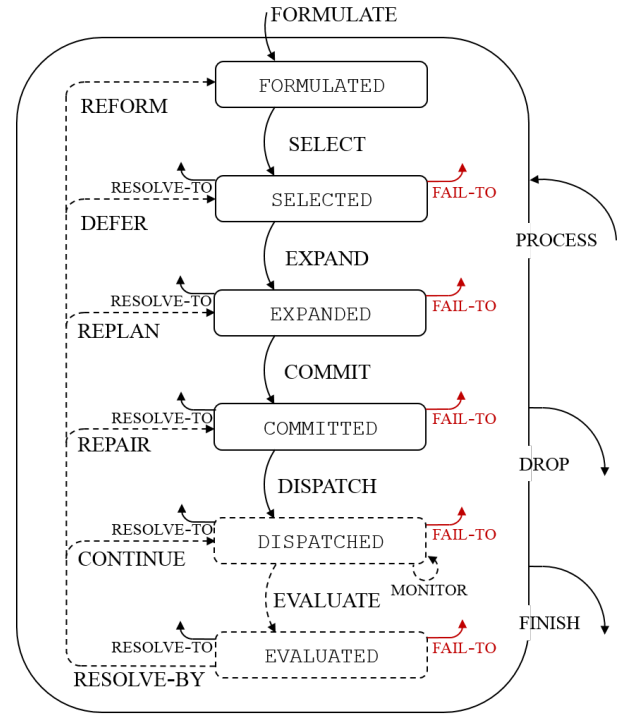 FORMULATE
FORMULATED
REFORM
SELECT
RESOLVE-TO
SELECTED
FAIL-TO
DEFER
PROCESS
EXPAND
RESOLVE-TO
EXPANDED
FAIL-TO
REPLAN
COMMIT
RESOLVE-TO
COMMITTED
FAIL-TO
REPAIR
DROP
DISPATCH
RESOLVE-TO
DISPATCHED
FAIL-TO
CONTINUE
MONITOR
EVALUATE
FINISH
RESOLVE-TO
EVALUATED
FAIL-TO
RESOLVE-BY